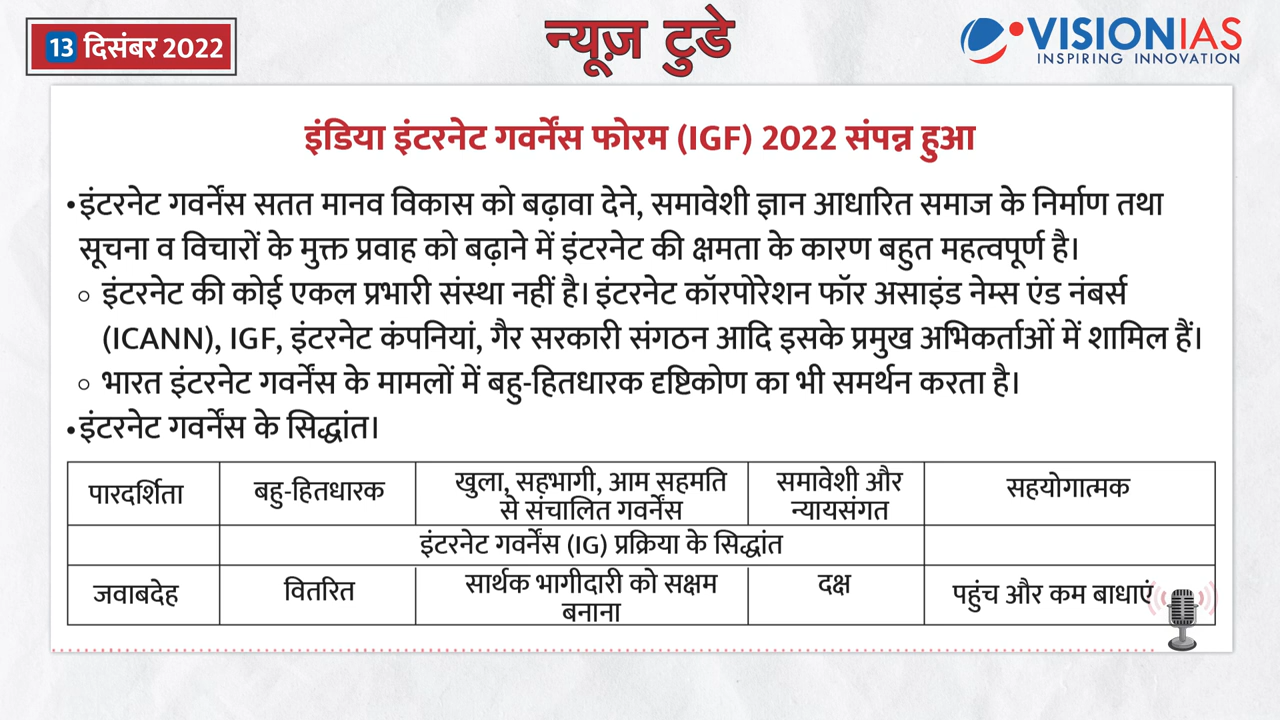 13 दिसंबर 2022
न्यूज़ टुडे
VISIONIAS
INSPIRING INNOVATION
इंडिया इंटरनेट गवर्नेंस फोरम (IGF) 2022 संपन्न हुआ
•इंटरनेट गवर्नेंस सतत मानव विकास को बढ़ावा देने, समावेशी ज्ञान आधारित समाज के निर्माण तथा
सूचना व विचारों के मुक्त प्रवाह को बढ़ाने में इंटरनेट की क्षमता के कारण बहुत महत्वपूर्ण है।
○ इंटरनेट की कोई एकल प्रभारी संस्था नहीं है। इंटरनेट कॉरपोरेशन फॉर असाइंड नेम्स एंड नंबर्स
(ICANN), IGF, इंटरनेट कंपनियां, गैर सरकारी संगठन आदि इसके प्रमुख अभिकर्ताओं में शामिल हैं।
○ भारत इंटरनेट गवर्नेंस के मामलों में बहु-हितधारक दृष्टिकोण का भी समर्थन करता है।
•इंटरनेट गवर्नेंस के सिद्धांत।
पारदर्शिता बहु-हितधारक खुला, सहभागी, आम सहमति समावेशी और सहयोगात्मक
से संचालित गवर्नेंस न्यायसंगत
इंटरनेट गवर्नेंस (IG) प्रक्रिया के सिद्धांत
जवाबदेह वितरित सार्थक भागीदारी को सक्षम दक्ष पहुंच और कम बाधाएं
बनाना